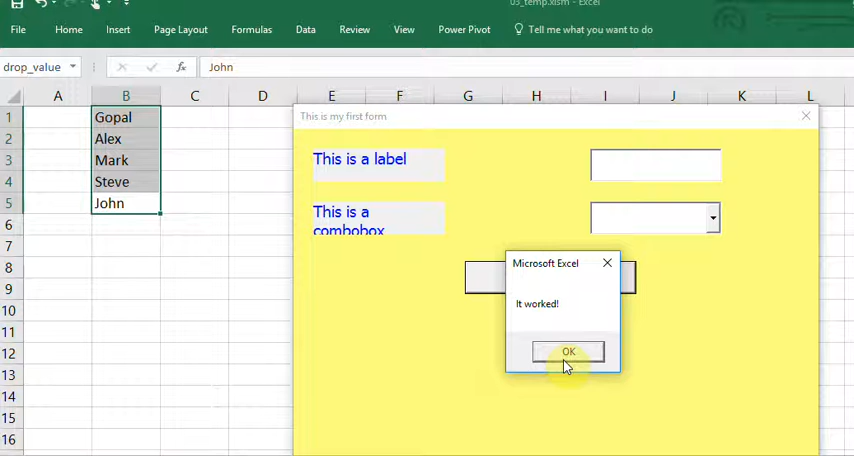 03_temp.xlsm - Excel
File Home Insert Page Layout Formulas Data Review View Power Pivot Tell me what you want to do
drop_value fx John
A B C D E F G H I J K L
1 Gopal
2 Alex
3 Mark
4 Steve
5 John
6
7
8
9
10
11
12
13
14
15
16
This is my first form
This is a label
This is a
combobox
Microsoft Excel
It worked!
OK